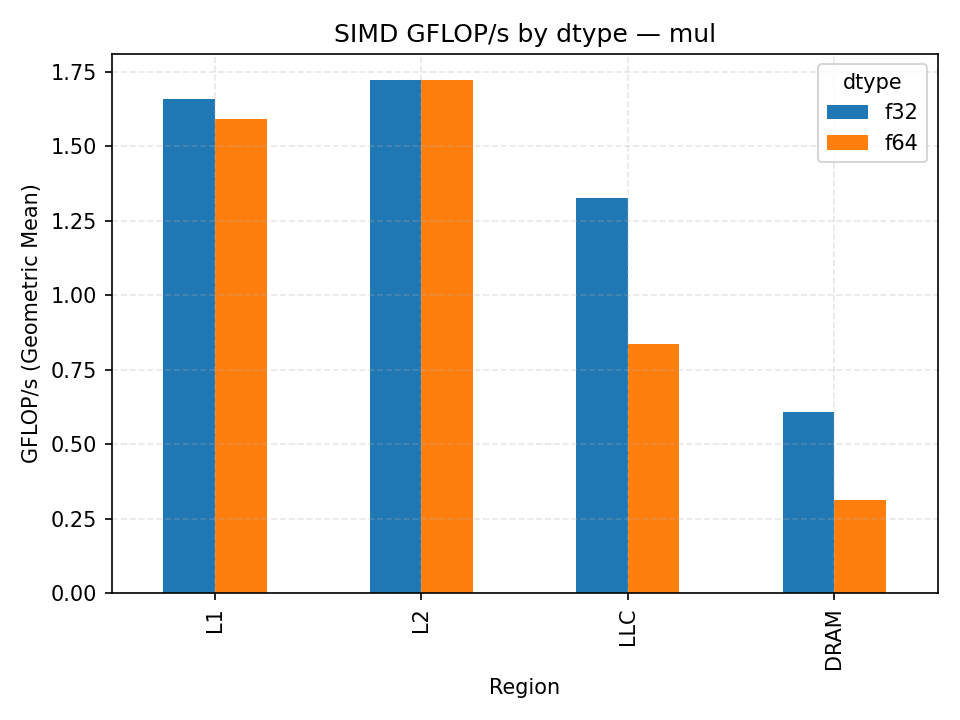 SIMD GFLOP/s by dtype — mul
dtype
f32
f64
GFLOP/s (Geometric Mean)
1.75
1.50
1.25
1.00
0.75
0.50
0.25
0.00
L1
L2
LLC
DRAM
Region